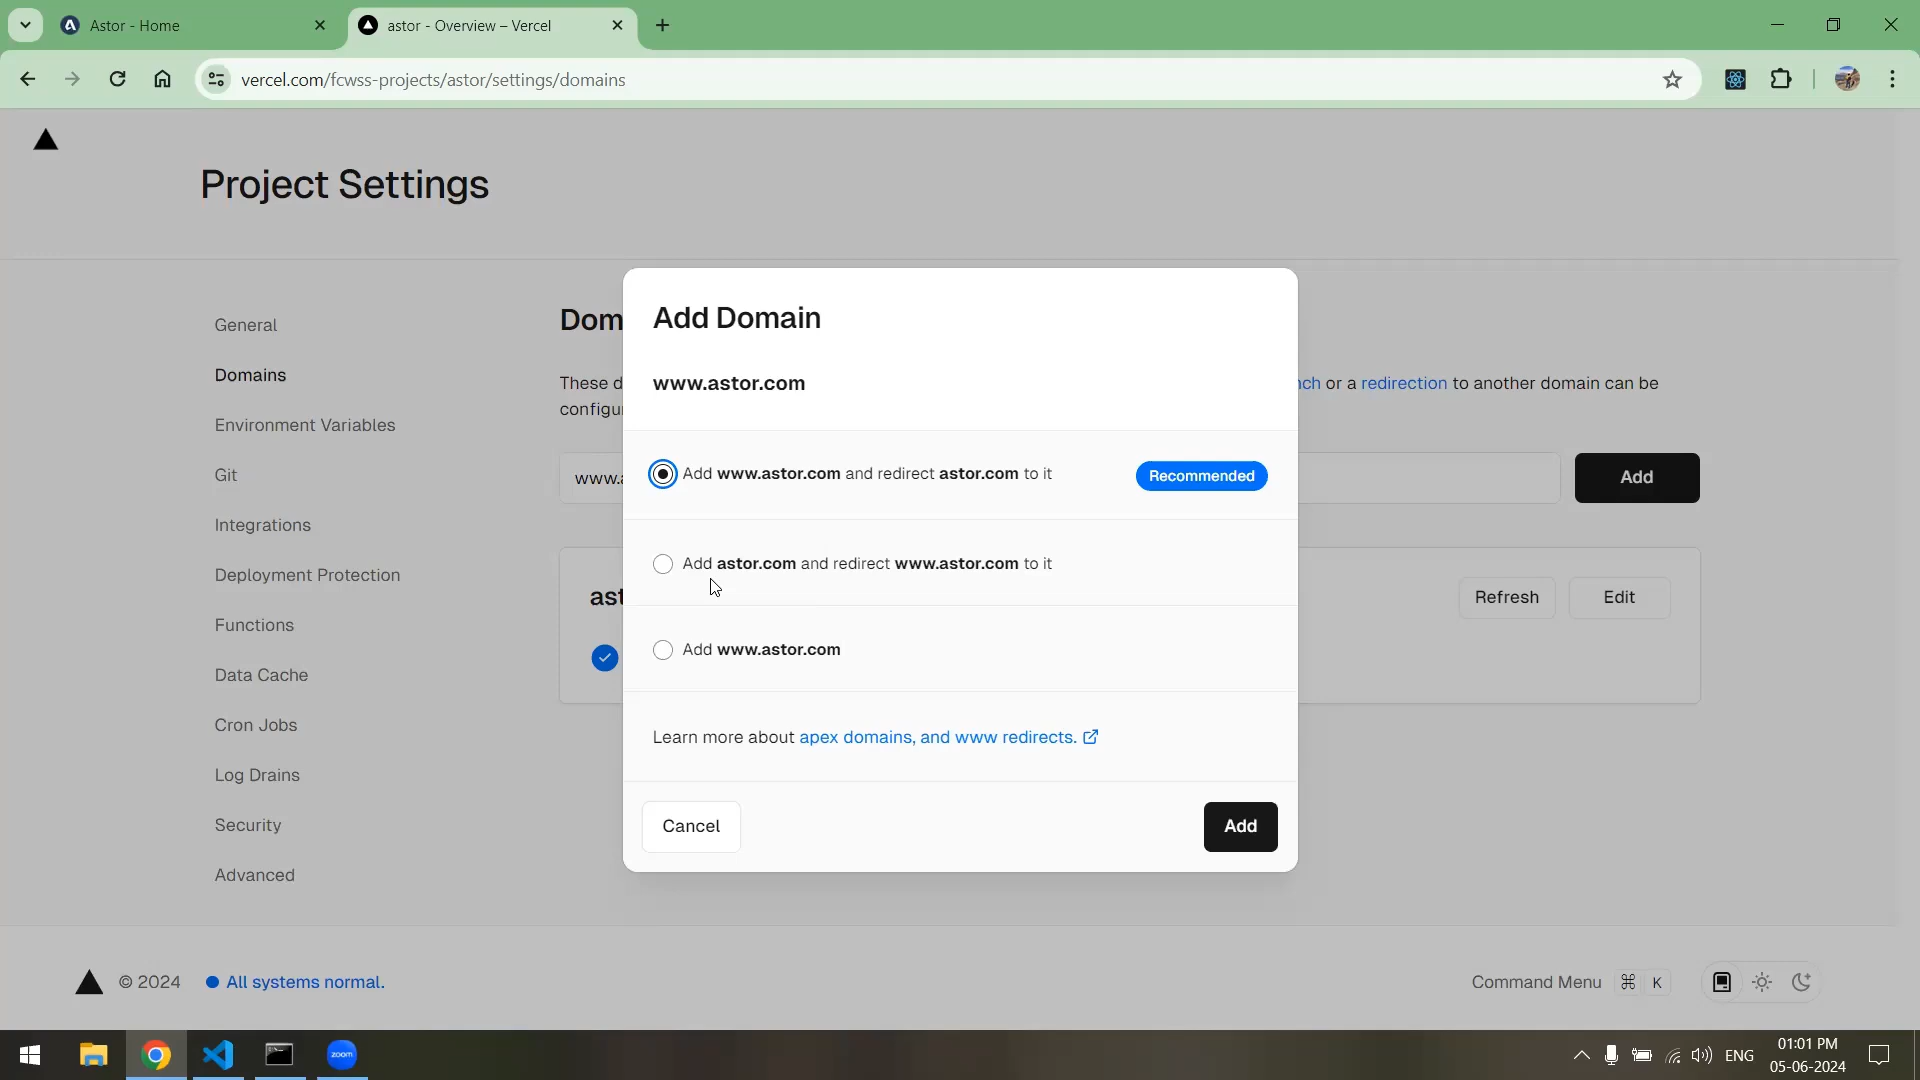 Astor - Home
astor - Overview – Vercel
vercel.com/fcwss-projects/astor/settings/domains
Project Settings
General
Domains
Environment Variables
Git
Integrations
Deployment Protection
Functions
Data Cache
Cron Jobs
Log Drains
Security
Advanced
Dom
These d
nch or a redirection to another domain can be
configu
www.a
Add
ast
Refresh
Edit
Add Domain
www.astor.com
Add www.astor.com and redirect astor.com to it
Recommended
Add astor.com and redirect www.astor.com to it
Add www.astor.com
Learn more about apex domains, and www redirects.
Cancel
Add
© 2024
All systems normal.
Command Menu ⌘ K
zoom
ENG
01:01 PM
05-06-2024